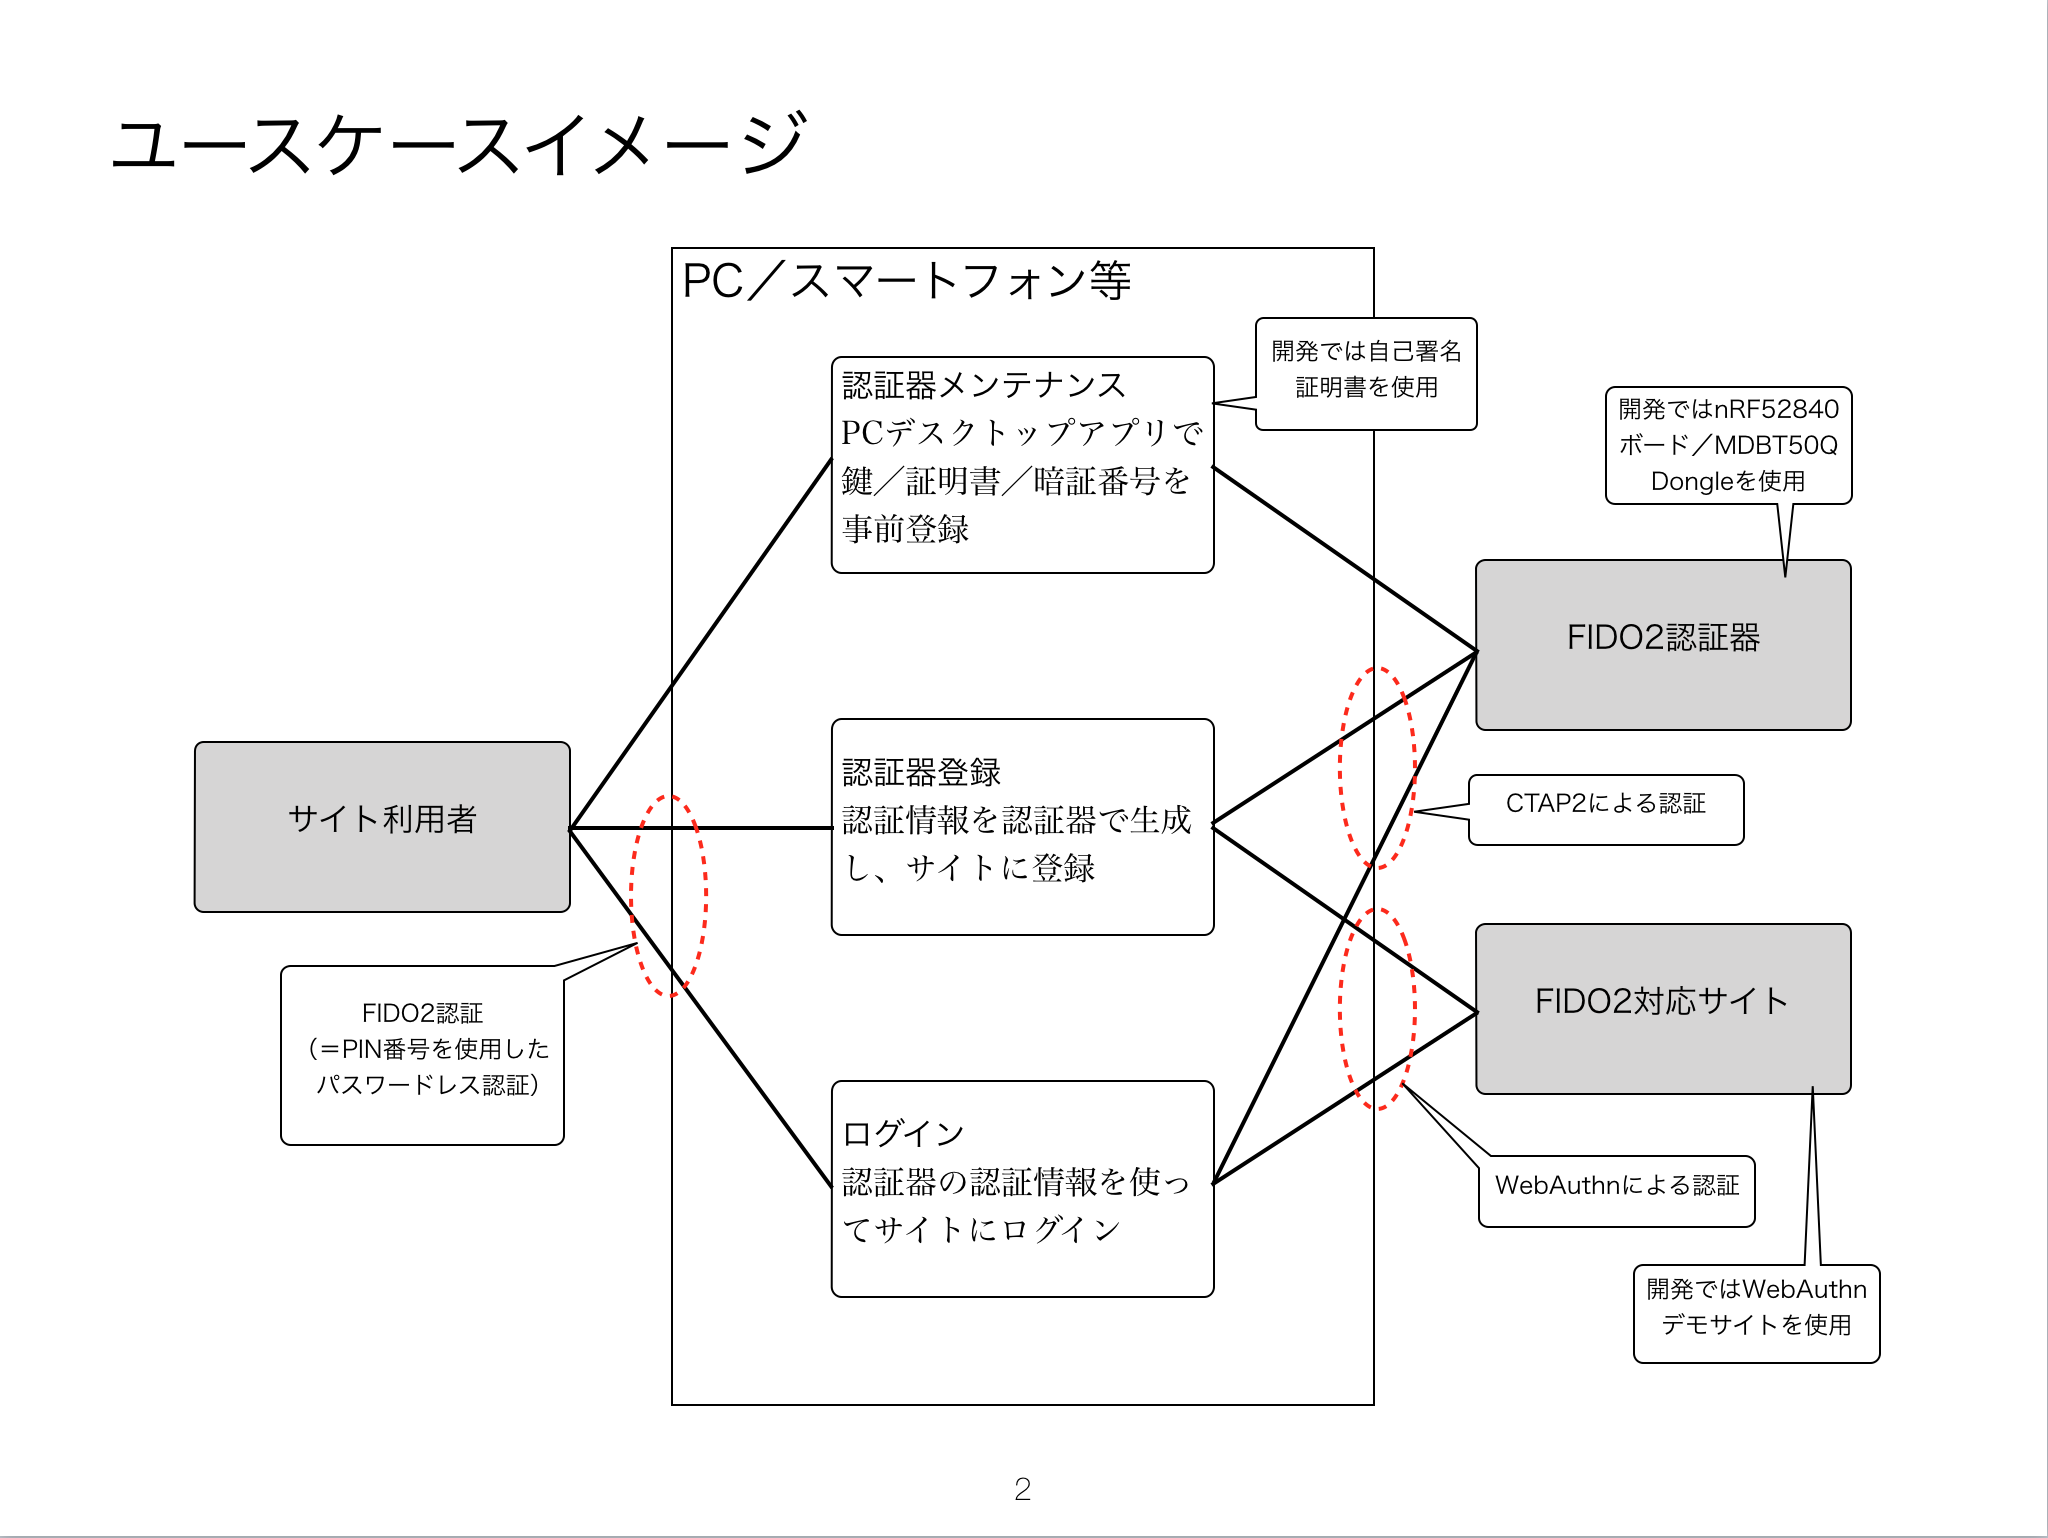 ユースケースイメージ
PC／スマートフォン等
開発では自己署名
証明書を使用
認証器メンテナンス
PCデスクトップアプリで
鍵／証明書／暗証番号を
事前登録
開発ではnRF52840
ボード／MDBT50Q
Dongleを使用
FIDO2認証器
サイト利用者
認証器登録
認証情報を認証器で生成
し、サイトに登録
CTAP2による認証
FIDO2認証
（＝PIN番号を使用した
パスワードレス認証）
FIDO2対応サイト
ログイン
認証器の認証情報を使っ
てサイトにログイン
WebAuthnによる認証
開発ではWebAuthn
デモサイトを使用
2